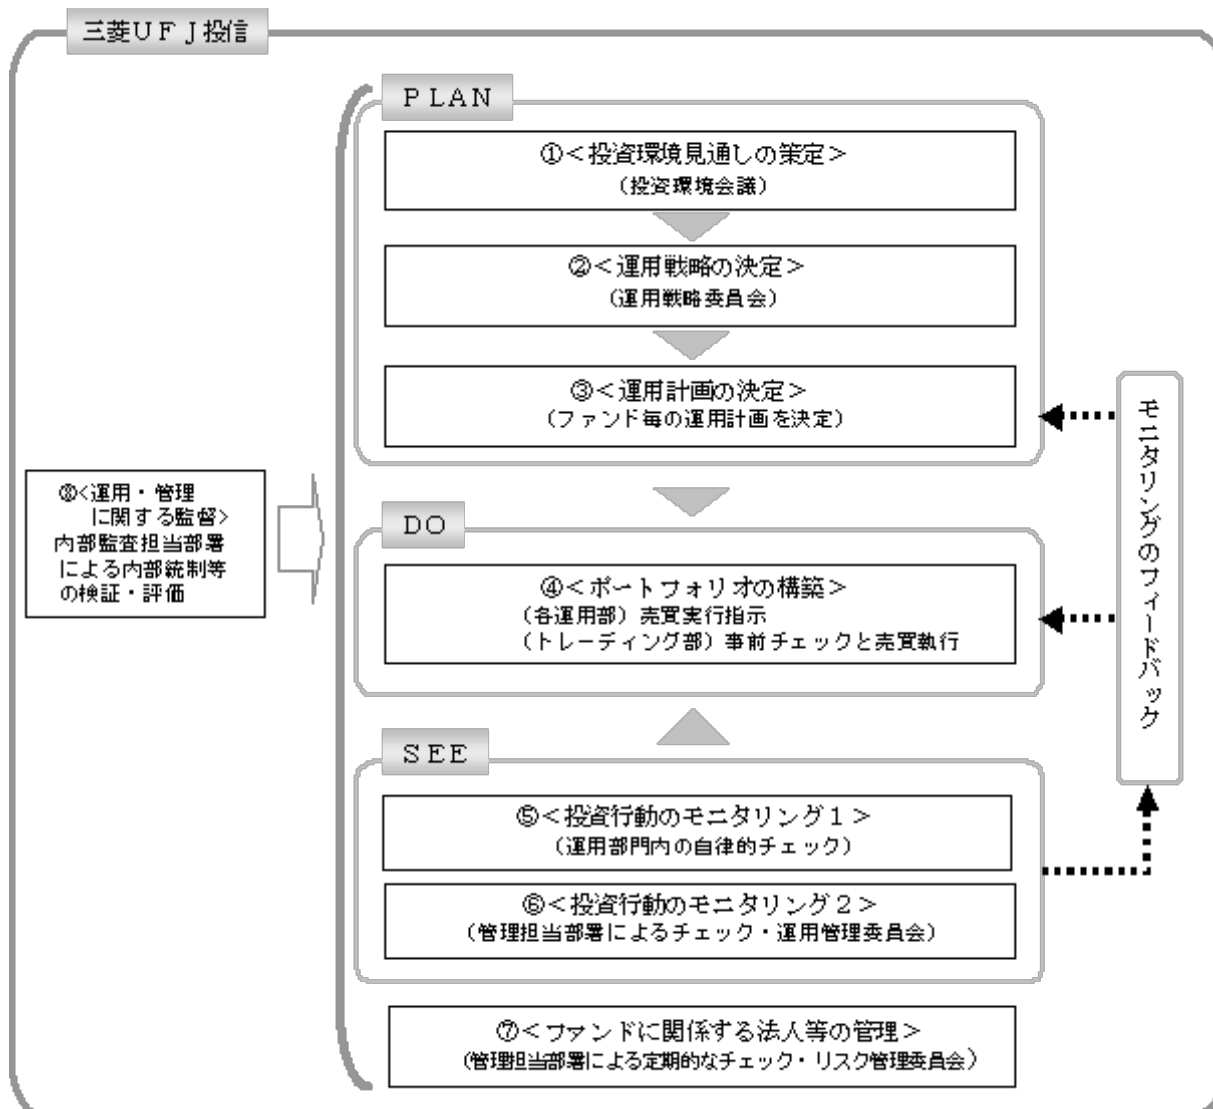 三菱ＵＦＪ投信
ＰＬＡＮ
①＜投資環境見通しの策定＞
（投資環境会議）
②＜運用戦略の決定＞
（運用戦略委員会）
③＜運用計画の決定＞
（ファンド毎の運用計画を決定）
モニタリングのフィードバック
⑧＜運用・管理
に関する監督＞
内部監査担当部署
による内部統制等
の検証・評価
ＤＯ
④＜ポートフォリオの構築＞
（各運用部）売買実行指示
（トレーディング部）事前チェックと売買執行
ＳＥＥ
⑤＜投資行動のモニタリング１＞
（運用部門内の自律的チェック）
⑥＜投資行動のモニタリング２＞
（管理担当部署によるチェック・運用管理委員会）
⑦＜ファンドに関係する法人等の管理＞
（管理担当部署による定期的なチェック・リスク管理委員会）